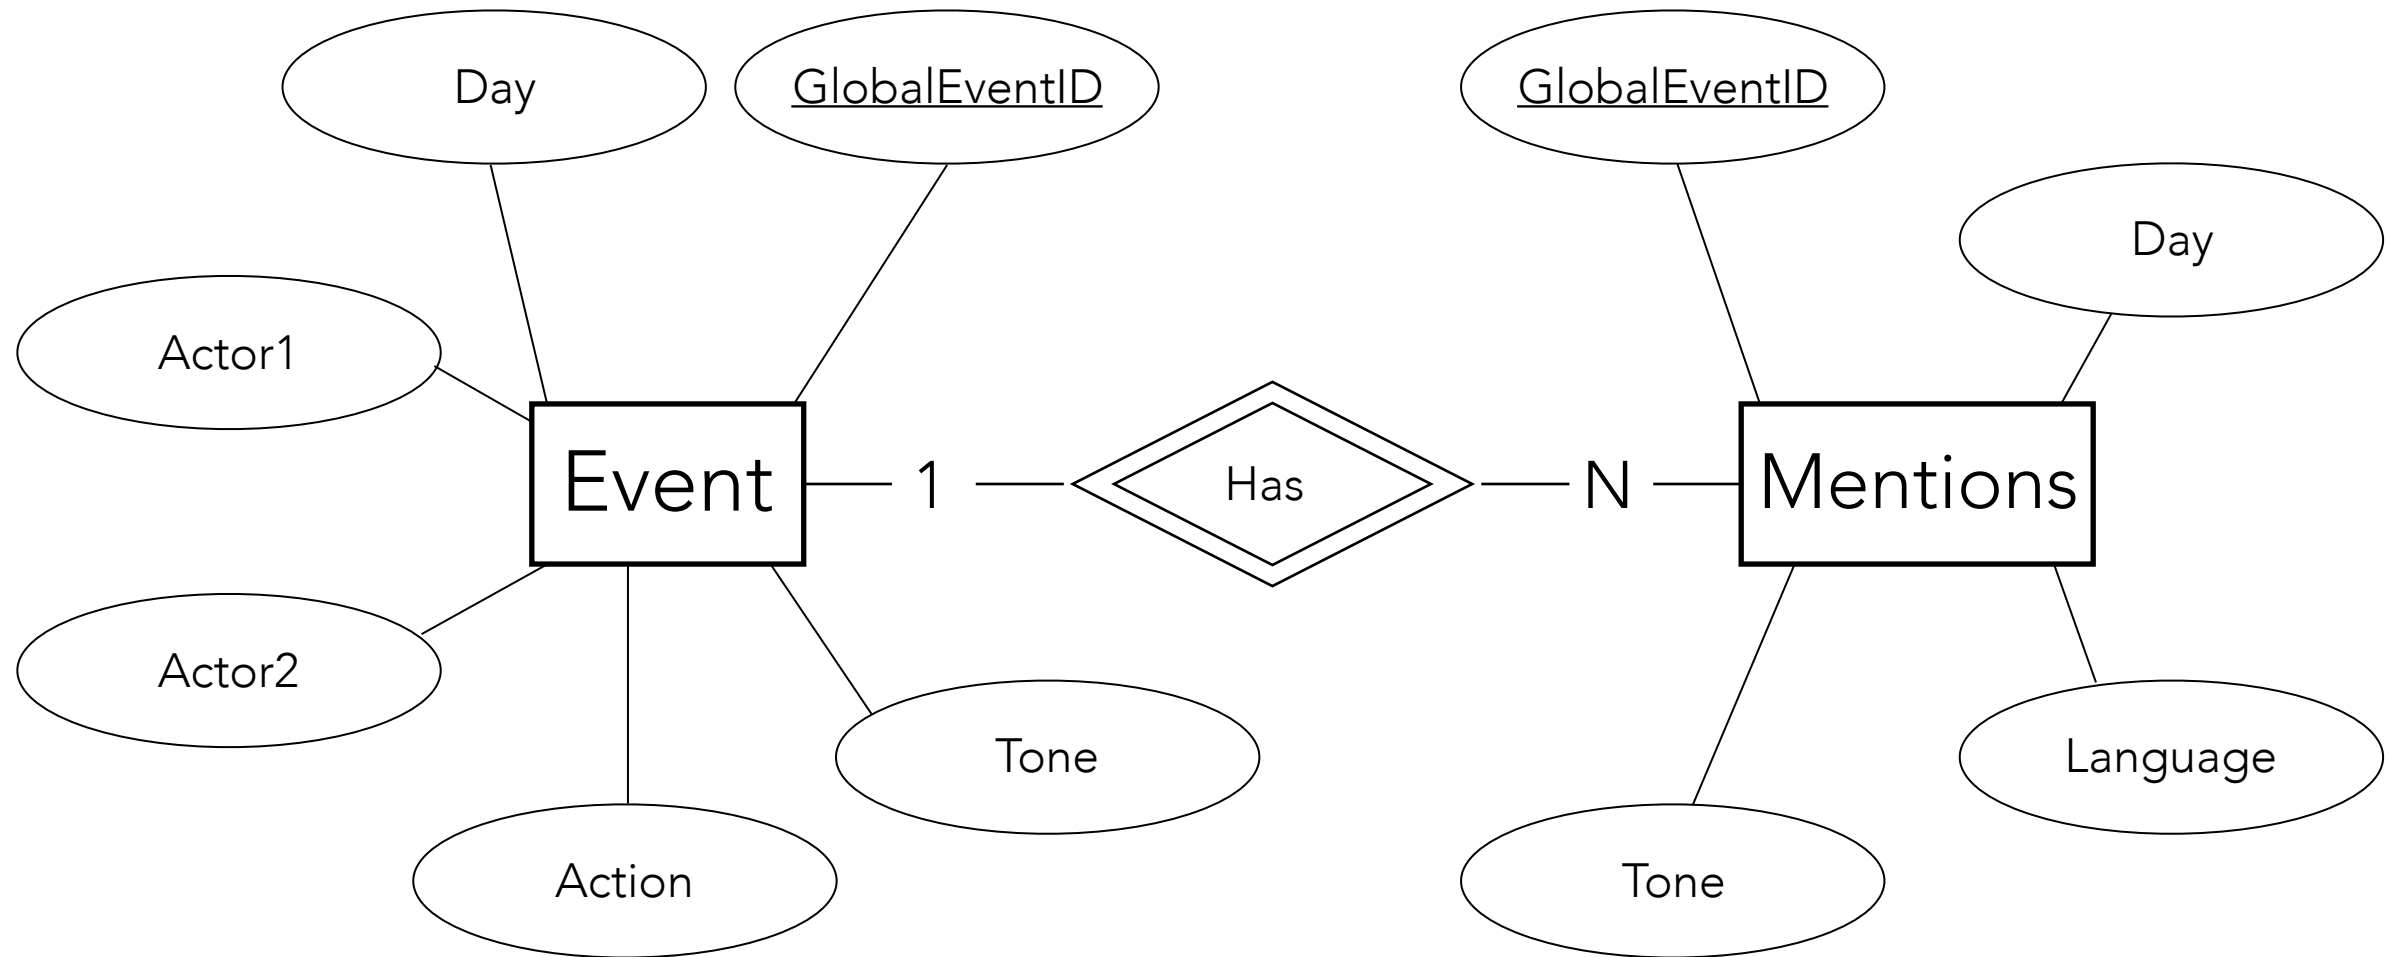 Day
GlobalEventID
GlobalEventID
Day
Actor1
Event
1
Has
N
Mentions
Actor2
Tone
Language
Action
Tone